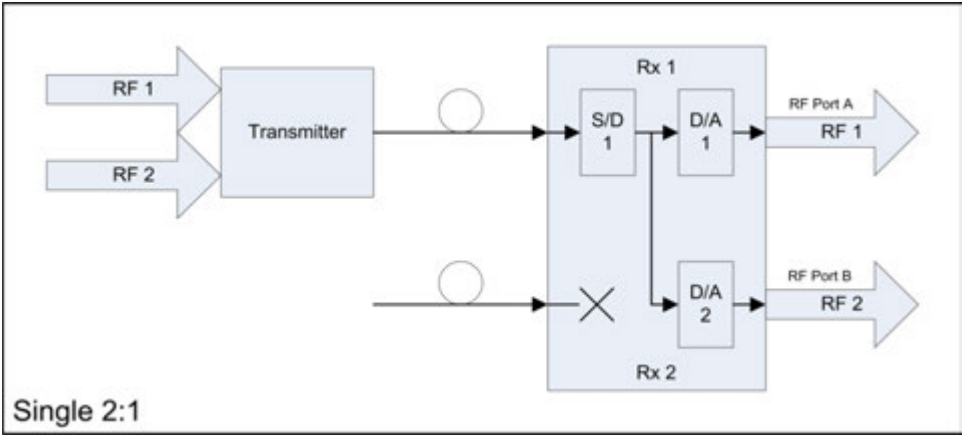 RF 1
RF 2
Transmitter
Rx 1
S/D
1
D/A
1
RF Port A
RF 1
D/A
2
RF Port B
RF 2
Rx 2
Single 2:1